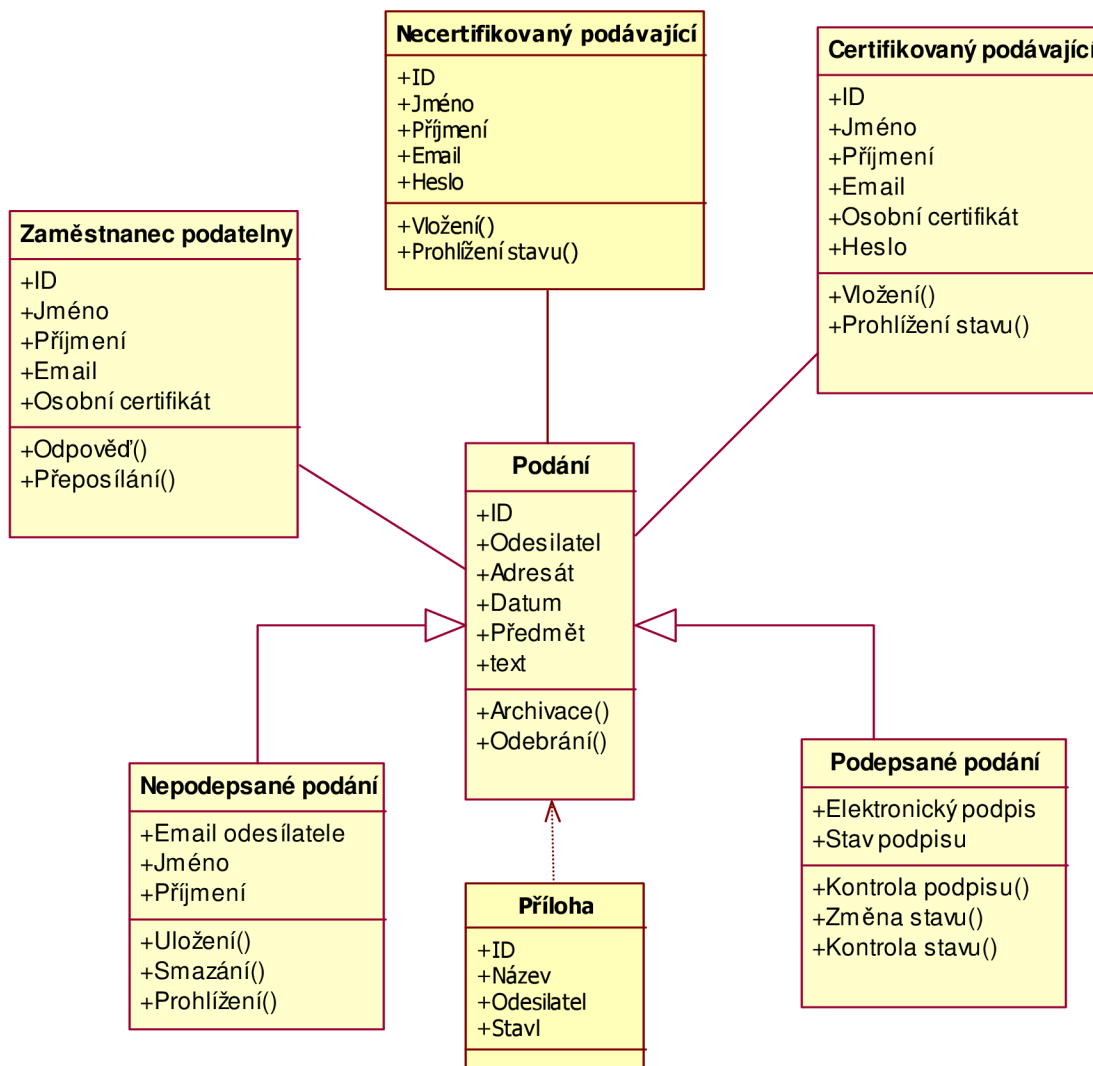 Necertifikovaný podávající
+ID
+Jméno
+Příjmení
+Email
+Heslo
+Vložení()
+Prohlížení stavu()
Certifikovaný podávající
+ID
+Jméno
+Příjmení
+Email
+Osobní certifikát
+Heslo
+Vložení()
+Prohlížení stavu()
Zaměstnanec podatelny
+ID
+Jméno
+Příjmení
+Email
+Osobní certifikát
+Odpověď()
+Přeposílání()
Podání
+ID
+Odesilatel
+Adresát
+Datum
+Předmět
+text
+Archivace()
+Odebrání()
Nepodepsané podání
+Email odesílatele
+Jméno
+Příjmení
+Uložení()
+Smazání()
+Prohlížení()
Podepsané podání
+Elektronický podpis
+Stav podpisu
+Kontrola podpisu()
+Změna stavu()
+Kontrola stavu()
Příloha
+ID
+Název
+Odesilatel
+Stavl